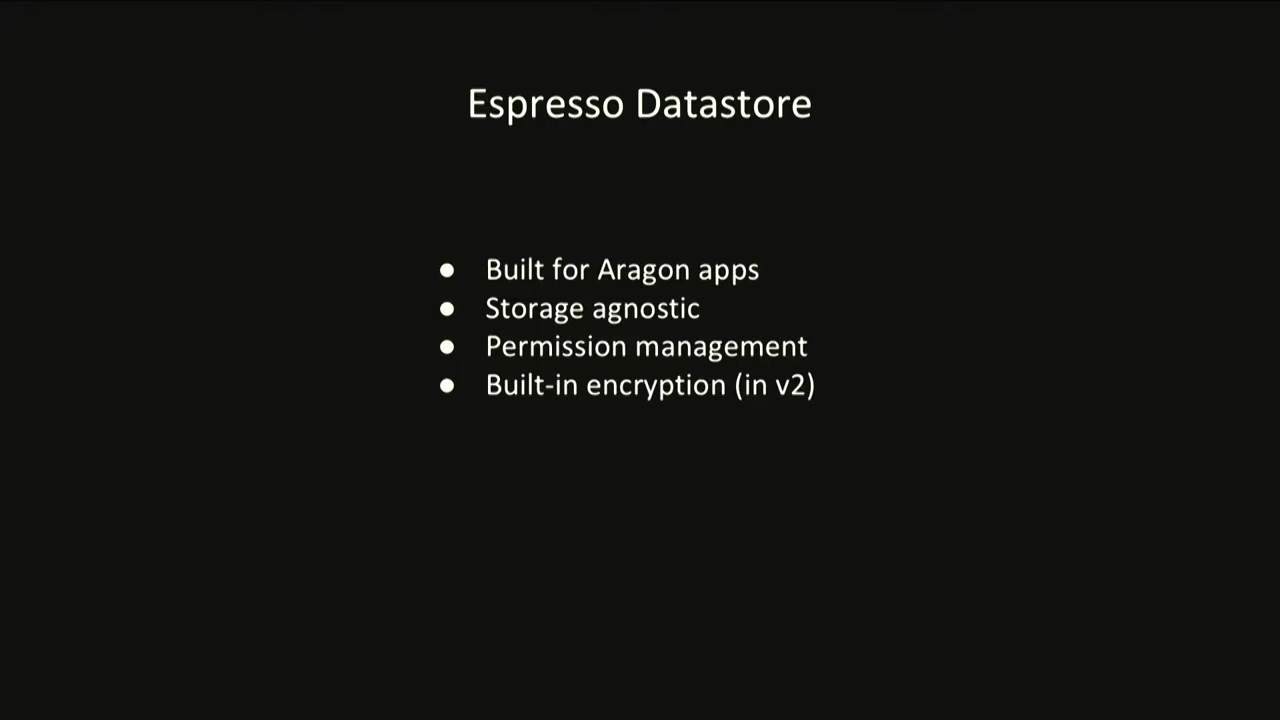 Espresso Datastore
● Built for Aragon apps
● Storage agnostic
● Permission management
● Built-in encryption (in v2)